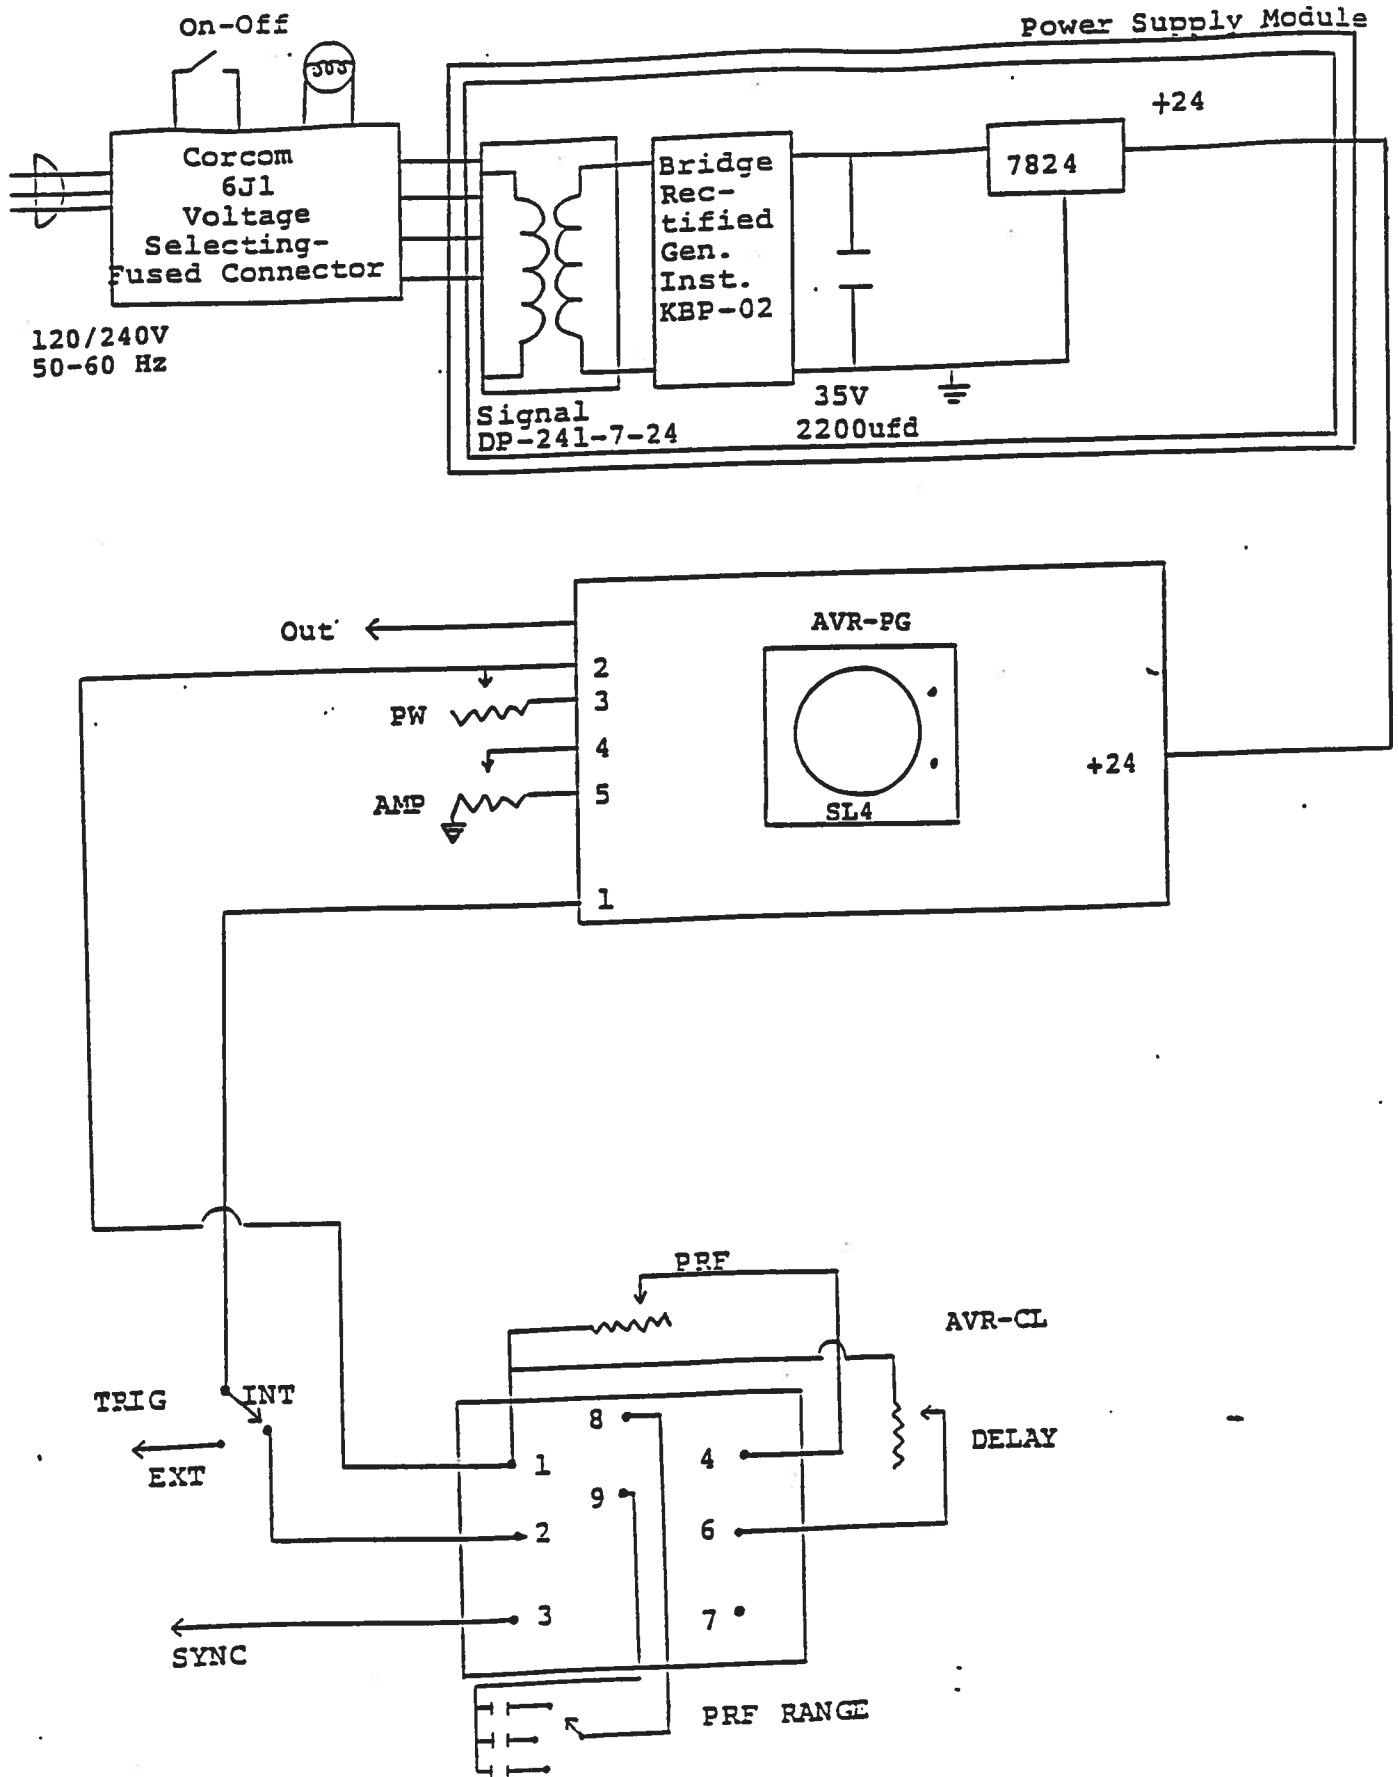 On-Off
Power Supply Module
+24
Corcom
6J1
Voltage
Selecting-
Fused Connector
Bridge
Rec-
tified
Gen.
Inst.
KBP-02
7824
120/240V
50-60 Hz
Signal
DP-241-7-24
35V
2200ufd
Out
AVR-PG
2
PW
3
4
+24
AMP
5
SL4
1
PRF
AVR-CL
TRIG
INT
8
DELAY
EXT
1
4
9
2
6
3
7
SYNC
PRF RANGE